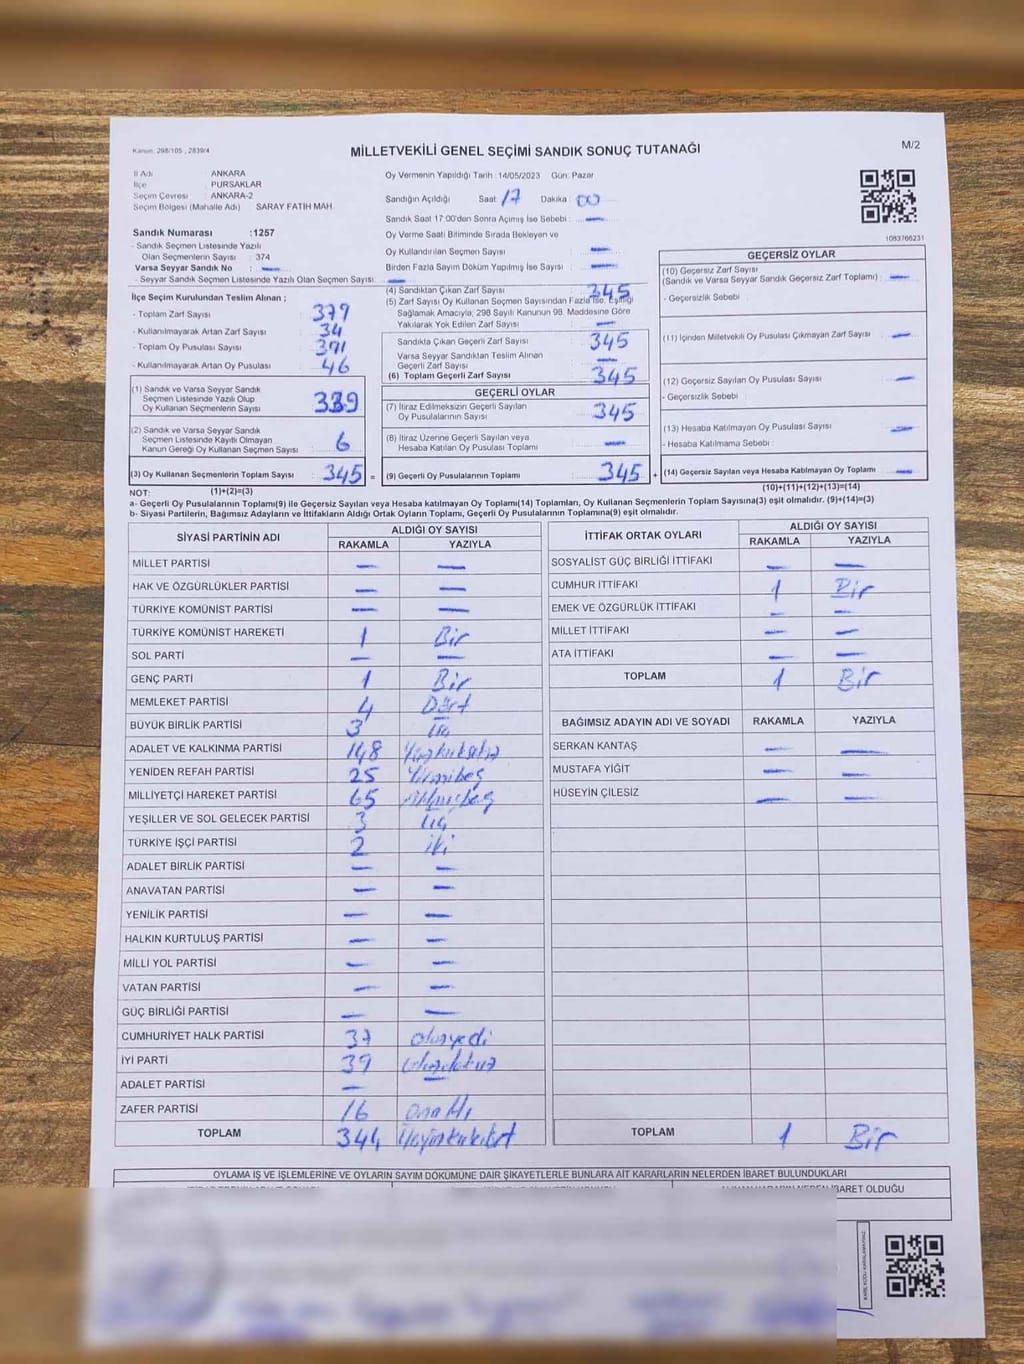 Kanun: 298/105 , 2839/4
MİLLETVEKİLİ GENEL SEÇİMİ SANDIK SONUÇ TUTANAĞI
M/2
İl Adı ANKARA
İlçe PURSAKLAR
Seçim Çevresi ANKARA-2
Seçim Bölgesi (Mahalle Adı) SARAY FATİH MAH.
Oy Vermenin Yapıldığı Tarih : 14/05/2023 Gün: Pazar
Sandığın Açıldığı Saat 17 Dakika : 00
Sandık Saat 17:00'den Sonra Açılmış İse Sebebi : —
Oy Verme Saati Bitiminde Sırada Bekleyen ve
Oy Kullandırılan Seçmen Sayısı —
Birden Fazla Sayım Döküm Yapılmış İse Sayısı —
1083766231
Sandık Numarası :1257
- Sandık Seçmen Listesinde Yazılı
Olan Seçmenlerin Sayısı : 374
Varsa Seyyar Sandık No : —
- Seyyar Sandık Seçmen Listesinde Yazılı Olan Seçmen Sayısı: —
İlçe Seçim Kurulundan Teslim Alınan ;
- Toplam Zarf Sayısı : 379
- Kullanılmayarak Artan Zarf Sayısı : 34
- Toplam Oy Pusulası Sayısı : 391
- Kullanılmayarak Artan Oy Pusulası : 46
(1) Sandık ve Varsa Seyyar Sandık
Seçmen Listesinde Yazılı Olup
Oy Kullanan Seçmenlerin Sayısı : 339
(2) Sandık ve Varsa Seyyar Sandık
Seçmen Listesinde Kayıtlı Olmayan
Kanun Gereği Oy Kullanan Seçmen Sayısı : 6
(3) Oy Kullanan Seçmenlerin Toplam Sayısı : 345 =
(4) Sandıktan Çıkan Zarf Sayısı : 345
(5) Zarf Sayısı Oy Kullanan Seçmen Sayısından Fazla İse, Eşitliği
Sağlamak Amacıyla; 298 Sayılı Kanunun 98. Maddesine Göre
Yakılarak Yok Edilen Zarf Sayısı : —
Sandıkta Çıkan Geçerli Zarf Sayısı : 345
Varsa Seyyar Sandıktan Teslim Alınan
Geçerli Zarf Sayısı : —
(6) Toplam Geçerli Zarf Sayısı : 345
GEÇERLİ OYLAR
(7) İtiraz Edilmeksizin Geçerli Sayılan
Oy Pusulalarının Sayısı : 345
(8) İtiraz Üzerine Geçerli Sayılan veya
Hesaba Katılan Oy Pusulası Toplamı : —
(9) Geçerli Oy Pusulalarının Toplamı : 345 +
GEÇERSİZ OYLAR
(10) Geçersiz Zarf Sayısı
(Sandık ve Varsa Seyyar Sandık Geçersiz Zarf Toplamı) : —
- Geçersizlik Sebebi :
(11) İçinden Milletvekili Oy Pusulası Çıkmayan Zarf Sayısı : —
(12) Geçersiz Sayılan Oy Pusulası Sayısı : —
- Geçersizlik Sebebi :
(13) Hesaba Katılmayan Oy Pusulası Sayısı : —
- Hesaba Katılmama Sebebi :
(14) Geçersiz Sayılan veya Hesaba Katılmayan Oy Toplamı : —
NOT: (1)+(2)=(3) (10)+(11)+(12)+(13)=(14)
a- Geçerli Oy Pusulaları Toplamı(9) ile Geçersiz Sayılan veya Hesaba katılmayan Oy Toplamı(14) Toplamları, Oy Kullanan Seçmenlerin Toplam Sayısına(3) eşit olmalıdır. (9)+(14)=(3)
b- Siyasi Partilerin, Bağımsız Adayların ve İttifakların Aldığı Ortak Oyların Toplamı, Geçerli Oy Pusulalarının Toplamına(9) eşit olmalıdır.
SİYASİ PARTİNİN ADI ALDIĞI OY SAYISI
RAKAMLA YAZIYLA
MİLLET PARTİSİ — —
HAK VE ÖZGÜRLÜKLER PARTİSİ — —
TÜRKİYE KOMÜNİST PARTİSİ — —
TÜRKİYE KOMÜNİST HAREKETİ 1 Bir
SOL PARTİ — —
GENÇ PARTİ 1 Bir
MEMLEKET PARTİSİ 4 Dört
BÜYÜK BİRLİK PARTİSİ 3 Üç
ADALET VE KALKINMA PARTİSİ 148 Yüzkırksekiz
YENİDEN REFAH PARTİSİ 25 Yirmibeş
MİLLİYETÇİ HAREKET PARTİSİ 65 Altmışbeş
YEŞİLLER VE SOL GELECEK PARTİSİ 3 Üç
TÜRKİYE İŞÇİ PARTİSİ 2 iki
ADALET BİRLİK PARTİSİ — —
ANAVATAN PARTİSİ — —
YENİLİK PARTİSİ — —
HALKIN KURTULUŞ PARTİSİ — —
MİLLİ YOL PARTİSİ — —
VATAN PARTİSİ — —
GÜÇ BİRLİĞİ PARTİSİ — —
CUMHURİYET HALK PARTİSİ 37 otuzyedi
İYİ PARTİ 39 otuzdokuz
ADALET PARTİSİ — —
ZAFER PARTİSİ 16 Onaltı
TOPLAM 344 Üçyüzkırkdört
İTTİFAK ORTAK OYLARI ALDIĞI OY SAYISI
RAKAMLA YAZIYLA
SOSYALİST GÜÇ BİRLİĞİ İTTİFAKI — —
CUMHUR İTTİFAKI 1 Bir
EMEK VE ÖZGÜRLÜK İTTİFAKI — —
MİLLET İTTİFAKI — —
ATA İTTİFAKI — —
TOPLAM 1 Bir
BAĞIMSIZ ADAYIN ADI VE SOYADI RAKAMLA YAZIYLA
SERKAN KANTAŞ — —
MUSTAFA YİĞİT — —
HÜSEYİN ÇİLESİZ — —
TOPLAM 1 Bir
OYLAMA İŞ VE İŞLEMLERİNE VE OYLARIN SAYIM DÖKÜMÜNE DAİR ŞİKAYETLERLE BUNLARA AİT KARARLARIN NELERDEN İBARET BULUNDUKLARI
İBARET OLDUĞU